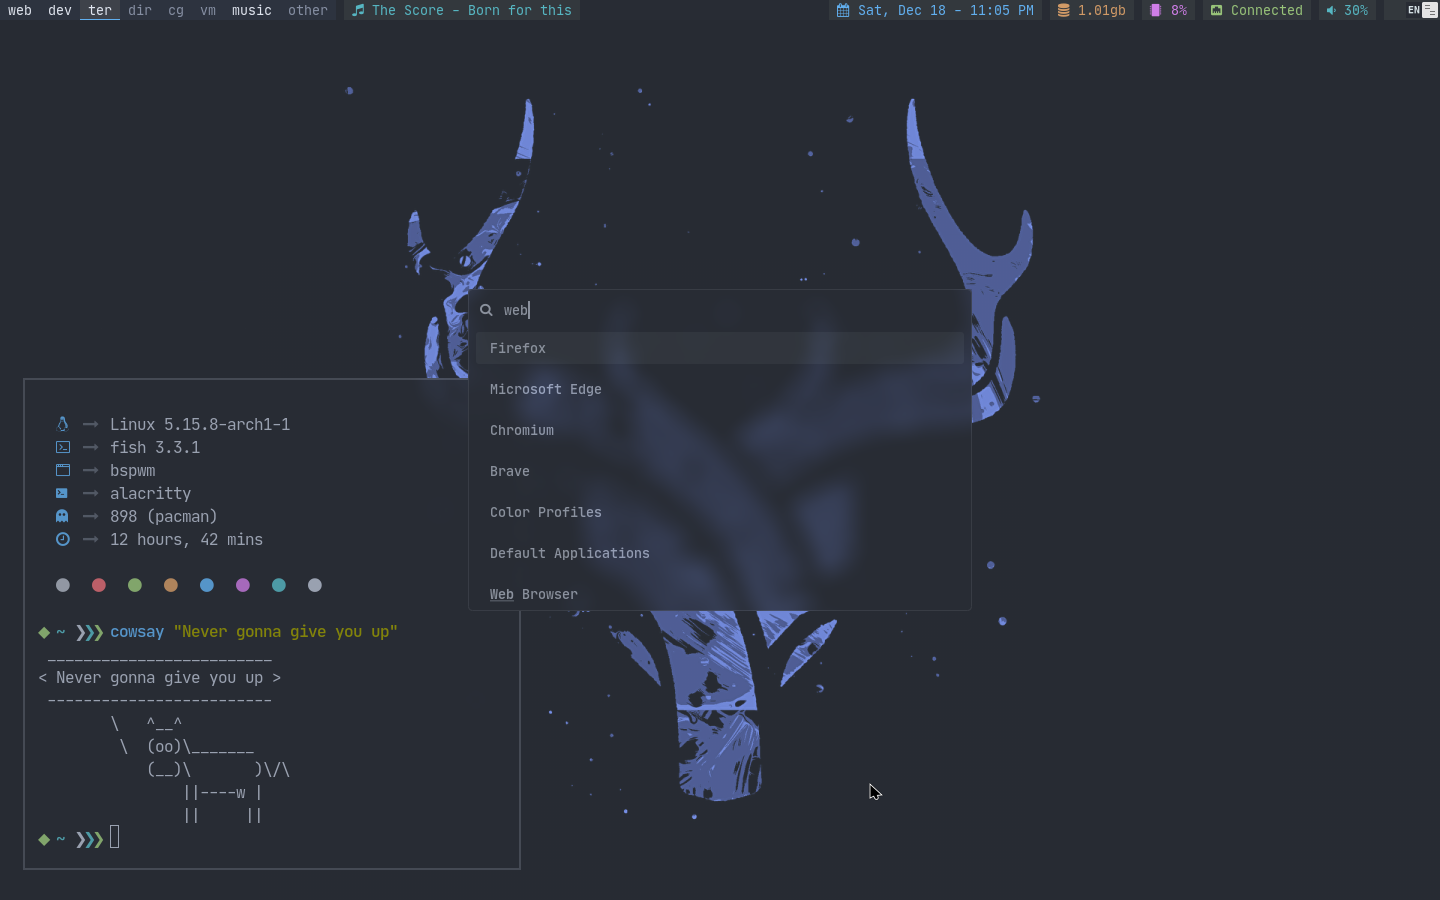 web dev ter dir cg vm music other The Score - Born for this Sat, Dec 18 - 11:05 PM 1.01gb 8% Connected 30% EN
web
Firefox
Microsoft Edge
Chromium
Brave
Color Profiles
Default Applications
Web Browser
Linux 5.15.8-arch1-1
fish 3.3.1
bspwm
alacritty
898 (pacman)
12 hours, 42 mins
~ ❯❯❯ cowsay "Never gonna give you up"
 _________________________
< Never gonna give you up >
 -------------------------
        \   ^__^
         \  (oo)\_______
            (__)\       )\/\
                ||----w |
                ||     ||
~ ❯❯❯